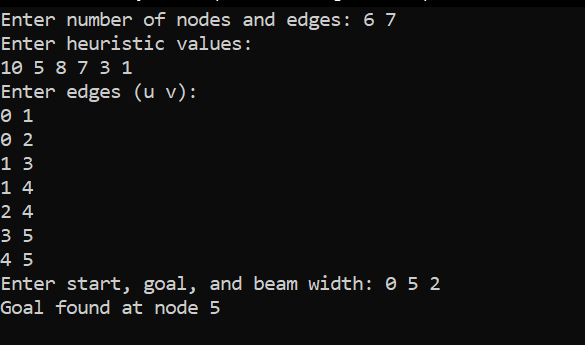 Enter number of nodes and edges: 6 7
Enter heuristic values:
10 5 8 7 3 1
Enter edges (u v):
0 1
0 2
1 3
1 4
2 4
3 5
4 5
Enter start, goal, and beam width: 0 5 2
Goal found at node 5